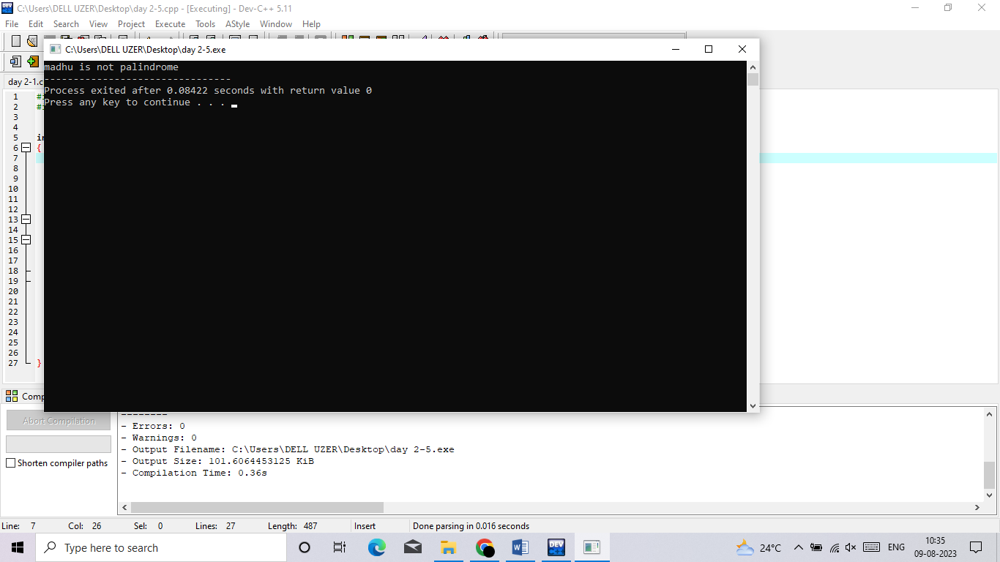 C:\Users\DELL UZER\Desktop\day 2-5.cpp - [Executing] - Dev-C++ 5.11
File Edit Search View Project Execute Tools AStyle Window Help
C:\Users\DELL UZER\Desktop\day 2-5.exe
madhu is not palindrome
--------------------------------
Process exited after 0.08422 seconds with return value 0
Press any key to continue . . .
day 2-1.c
1 #
2 #
3
4
5 in
6 {
7
8
9
10
11
12
13
14
15
16
17
18
19
20
21
22
23
24
25
26
27 }
Comp
Abort Compilation
Shorten compiler paths
--------
- Errors: 0
- Warnings: 0
- Output Filename: C:\Users\DELL UZER\Desktop\day 2-5.exe
- Output Size: 101.6064453125 KiB
- Compilation Time: 0.36s
Line: 7 Col: 26 Sel: 0 Lines: 27 Length: 487 Insert Done parsing in 0.016 seconds
Type here to search
DEV
24°C
ENG
10:35
09-08-2023